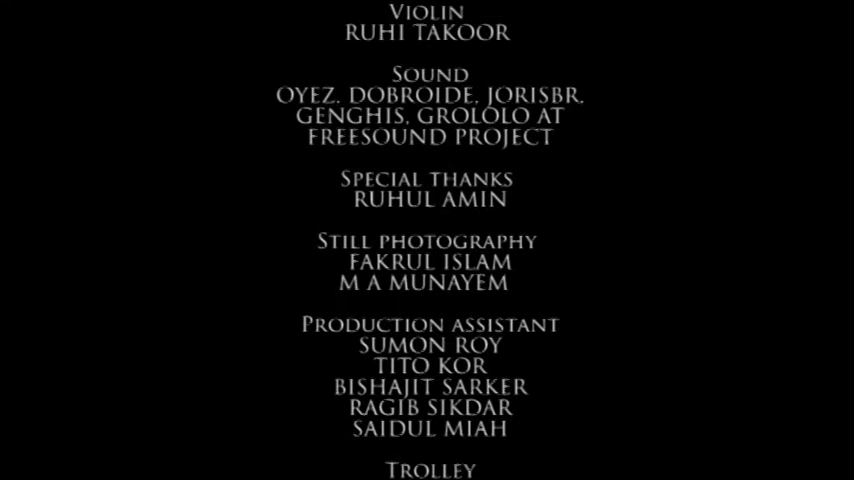 VIOLIN
RUHI TAKOOR
SOUND
OYEZ. DOBROIDE, JORISBR.
GENGHIS, GROLOLO AT
FREESOUND PROJECT
SPECIAL THANKS
RUHUL AMIN
STILL PHOTOGRAPHY
FAKRUL ISLAM
M A MUNAYEM
PRODUCTION ASSISTANT
SUMON ROY
TITO KOR
BISHAJIT SARKER
RAGIB SIKDAR
SAIDUL MIAH
TROLLEY